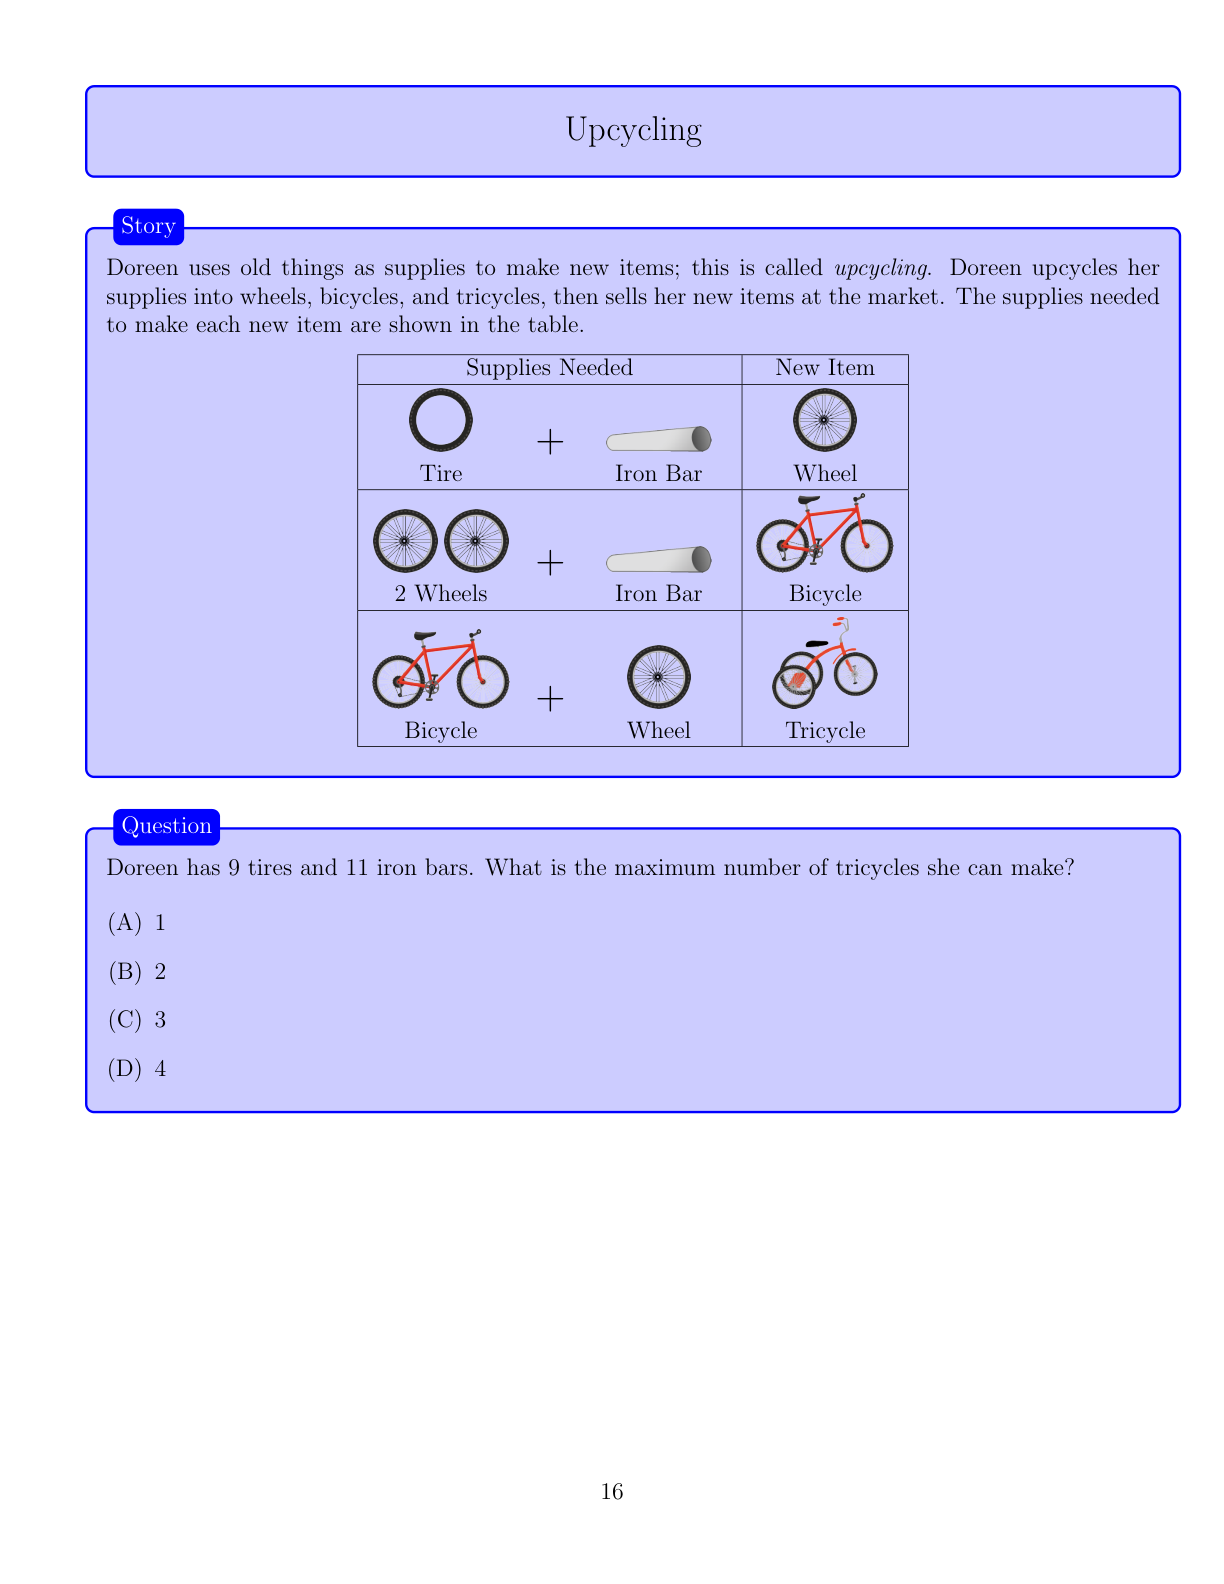 Upcycling
Story
Doreen uses old things as supplies to make new items; this is called upcycling. Doreen upcycles her
supplies into wheels, bicycles, and tricycles, then sells her new items at the market. The supplies needed
to make each new item are shown in the table.
Supplies Needed New Item
+
Tire Iron Bar Wheel
+
2 Wheels Iron Bar Bicycle
+
Bicycle Wheel Tricycle
Question
Doreen has 9 tires and 11 iron bars. What is the maximum number of tricycles she can make?
(A) 1
(B) 2
(C) 3
(D) 4
16